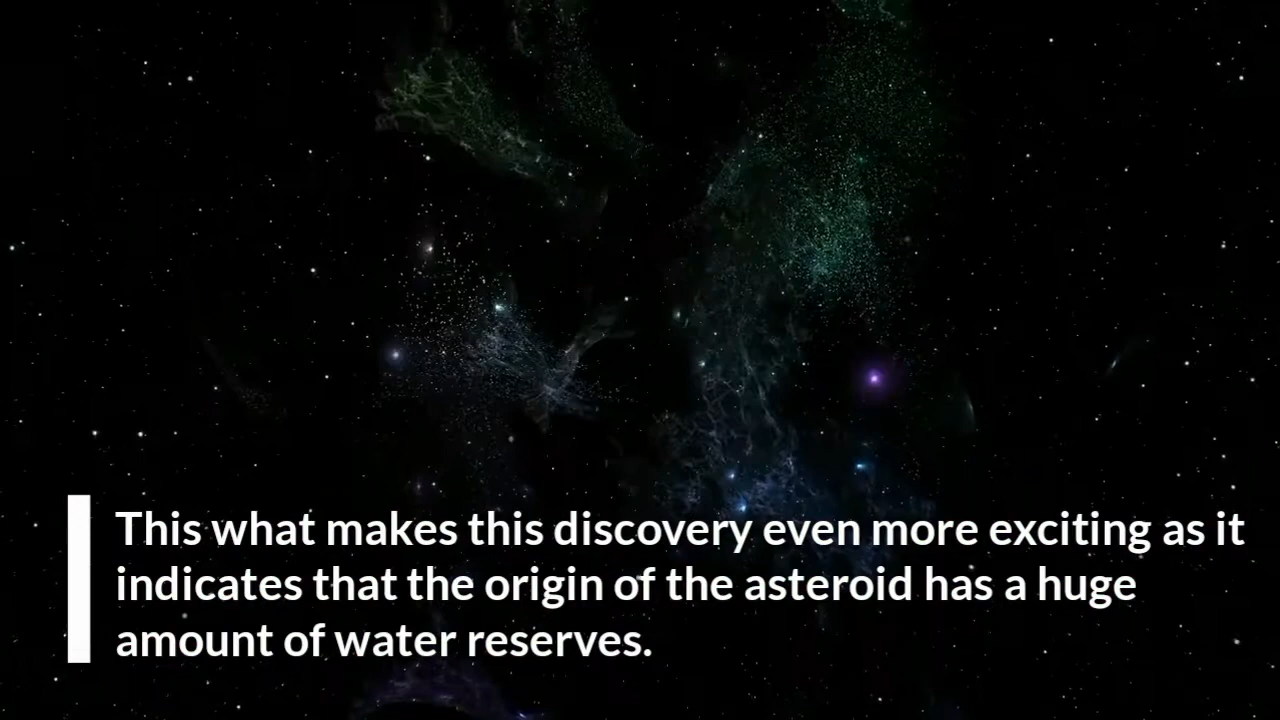 This what makes this discovery even more exciting as it
indicates that the origin of the asteroid has a huge
amount of water reserves.